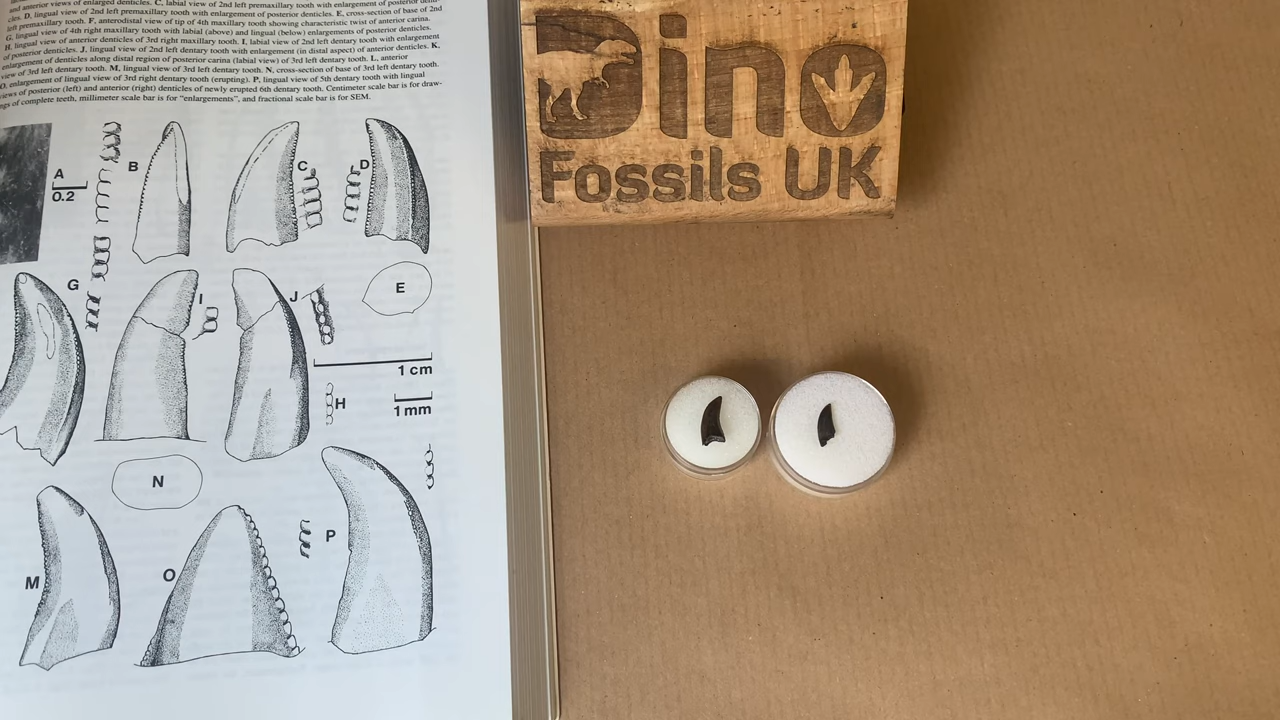 and anterior views of enlarged denticles. C, labial view of 2nd left premaxillary tooth with enlargement of posterior denti-
cles. D, lingual view of 2nd left premaxillary tooth with enlargement of posterior denticles. E, cross-section of base of 2nd
left premaxillary tooth. F, anterodistal view of tip of 4th maxillary tooth showing characteristic twist of anterior carina.
G, lingual view of 4th right maxillary tooth with labial (above) and lingual (below) enlargements of posterior denticles.
H, lingual view of anterior denticles of 3rd right maxillary tooth. I, labial view of 2nd left dentary tooth with enlargement
of posterior denticles. J, lingual view of 2nd left dentary tooth with enlargement (in distal aspect) of anterior denticles. K,
enlargement of denticles along distal region of posterior carina (labial view) of 3rd left dentary tooth. L, anterior
view of 3rd left dentary tooth. M, lingual view of 3rd left dentary tooth. N, cross-section of base of 3rd left dentary tooth.
O, enlargement of lingual view of 3rd right dentary tooth (erupting). P, lingual view of 5th dentary tooth with lingual
views of posterior (left) and anterior (right) denticles of newly erupted 6th dentary tooth. Centimeter scale bar is for draw-
ngs of complete teeth, millimeter scale bar is for "enlargements", and fractional scale bar is for SEM.
A
0.2
B
C
D
G
I
J
E
1 cm
H
1 mm
N
M
O
P
Dino
Fossils UK